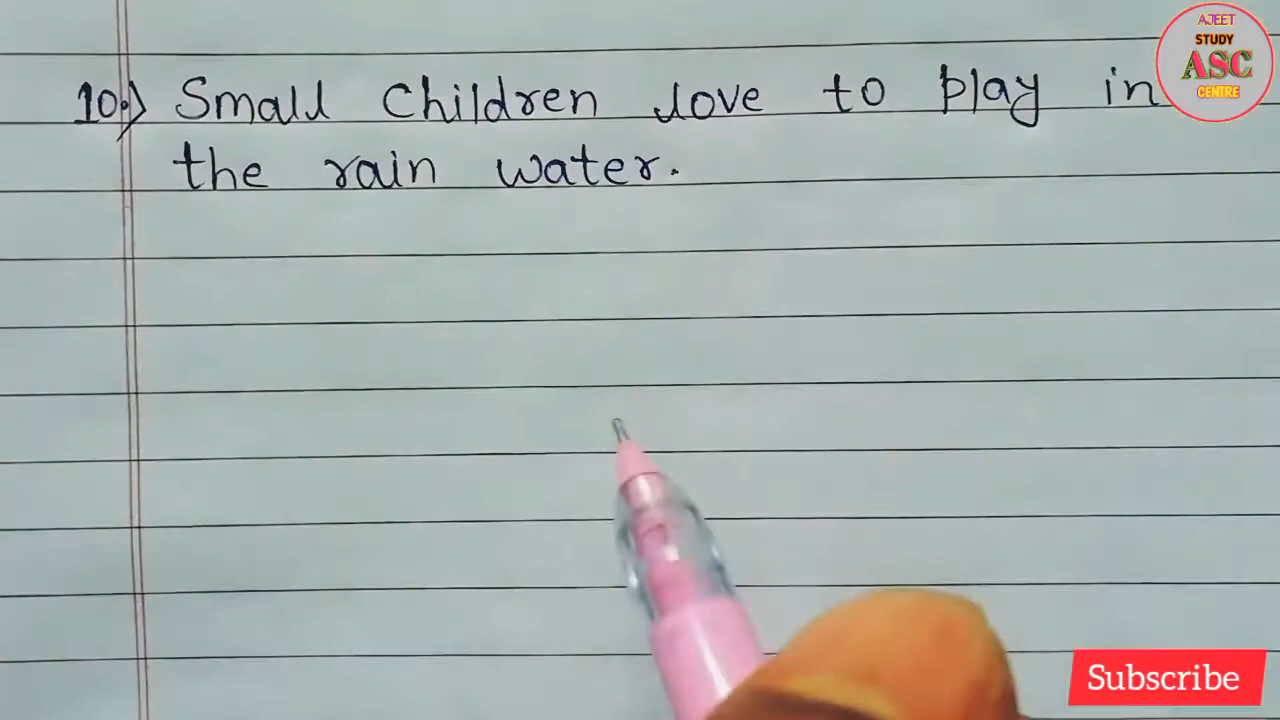 AJEET
STUDY
ASC
CENTRE
10.) Small Children love to play in
the rain water.
Subscribe